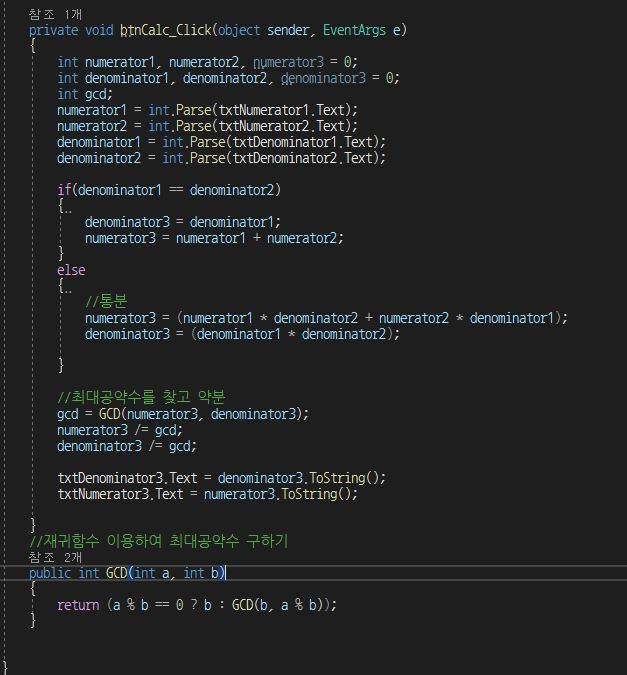 참조 1개
private void btnCalc_Click(object sender, EventArgs e)
{
int numerator1, numerator2, numerator3 = 0;
int denominator1, denominator2, denominator3 = 0;
int gcd;
numerator1 = int.Parse(txtNumerator1.Text);
numerator2 = int.Parse(txtNumerator2.Text);
denominator1 = int.Parse(txtDenominator1.Text);
denominator2 = int.Parse(txtDenominator2.Text);
if(denominator1 == denominator2)
{
denominator3 = denominator1;
numerator3 = numerator1 + numerator2;
}
else
{
//통분
numerator3 = (numerator1 * denominator2 + numerator2 * denominator1);
denominator3 = (denominator1 * denominator2);
}
//최대공약수를 찾고 약분
gcd = GCD(numerator3, denominator3);
numerator3 /= gcd;
denominator3 /= gcd;
txtDenominator3.Text = denominator3.ToString();
txtNumerator3.Text = numerator3.ToString();
}
//재귀함수 이용하여 최대공약수 구하기
참조 2개
public int GCD(int a, int b)
{
return (a % b == 0 ? b : GCD(b, a % b));
}
}